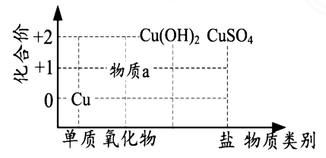 化合价
+2 Cu(OH)₂ CuSO₄
+1 物质a
0 Cu
单质 氧化物 盐 物质类别